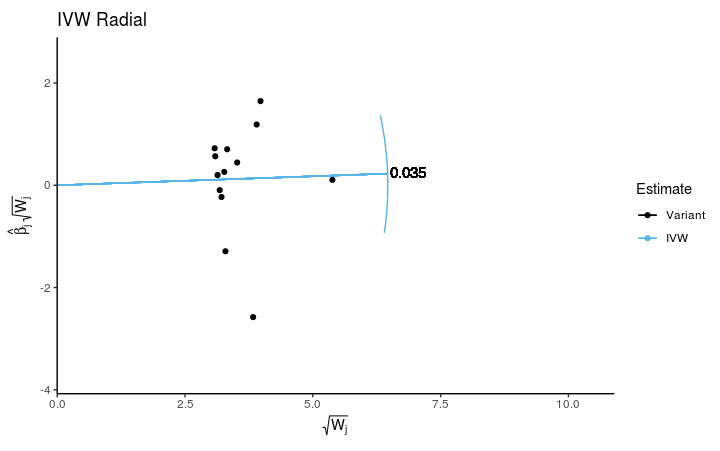 IVW Radial
2
0
-2
-4
β̂j√Wj
0.035
0.0
2.5
5.0
7.5
10.0
√Wj
Estimate
Variant
IVW